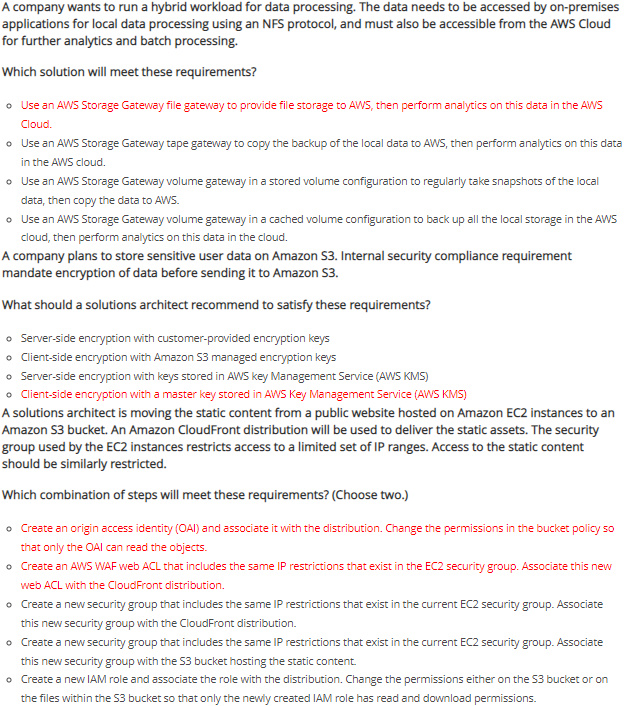 A company wants to run a hybrid workload for data processing. The data needs to be accessed by on-premises
applications for local data processing using an NFS protocol, and must also be accessible from the AWS Cloud
for further analytics and batch processing.
Which solution will meet these requirements?
Use an AWS Storage Gateway file gateway to provide file storage to AWS, then perform analytics on this data in the AWS
Cloud.
Use an AWS Storage Gateway tape gateway to copy the backup of the local data to AWS, then perform analytics on this data
in the AWS cloud.
Use an AWS Storage Gateway volume gateway in a stored volume configuration to regularly take snapshots of the local
data, then copy the data to AWS.
Use an AWS Storage Gateway volume gateway in a cached volume configuration to back up all the local storage in the AWS
cloud, then perform analytics on this data in the cloud.
A company plans to store sensitive user data on Amazon S3. Internal security compliance requirement
mandate encryption of data before sending it to Amazon S3.
What should a solutions architect recommend to satisfy these requirements?
Server-side encryption with customer-provided encryption keys
Client-side encryption with Amazon S3 managed encryption keys
Server-side encryption with keys stored in AWS key Management Service (AWS KMS)
Client-side encryption with a master key stored in AWS Key Management Service (AWS KMS)
A solutions architect is moving the static content from a public website hosted on Amazon EC2 instances to an
Amazon S3 bucket. An Amazon CloudFront distribution will be used to deliver the static assets. The security
group used by the EC2 instances restricts access to a limited set of IP ranges. Access to the static content
should be similarly restricted.
Which combination of steps will meet these requirements? (Choose two.)
Create an origin access identity (OAI) and associate it with the distribution. Change the permissions in the bucket policy so
that only the OAI can read the objects.
Create an AWS WAF web ACL that includes the same IP restrictions that exist in the EC2 security group. Associate this new
web ACL with the CloudFront distribution.
Create a new security group that includes the same IP restrictions that exist in the current EC2 security group. Associate
this new security group with the CloudFront distribution.
Create a new security group that includes the same IP restrictions that exist in the current EC2 security group. Associate
this new security group with the S3 bucket hosting the static content.
Create a new IAM role and associate the role with the distribution. Change the permissions either on the S3 bucket or on
the files within the S3 bucket so that only the newly created IAM role has read and download permissions.